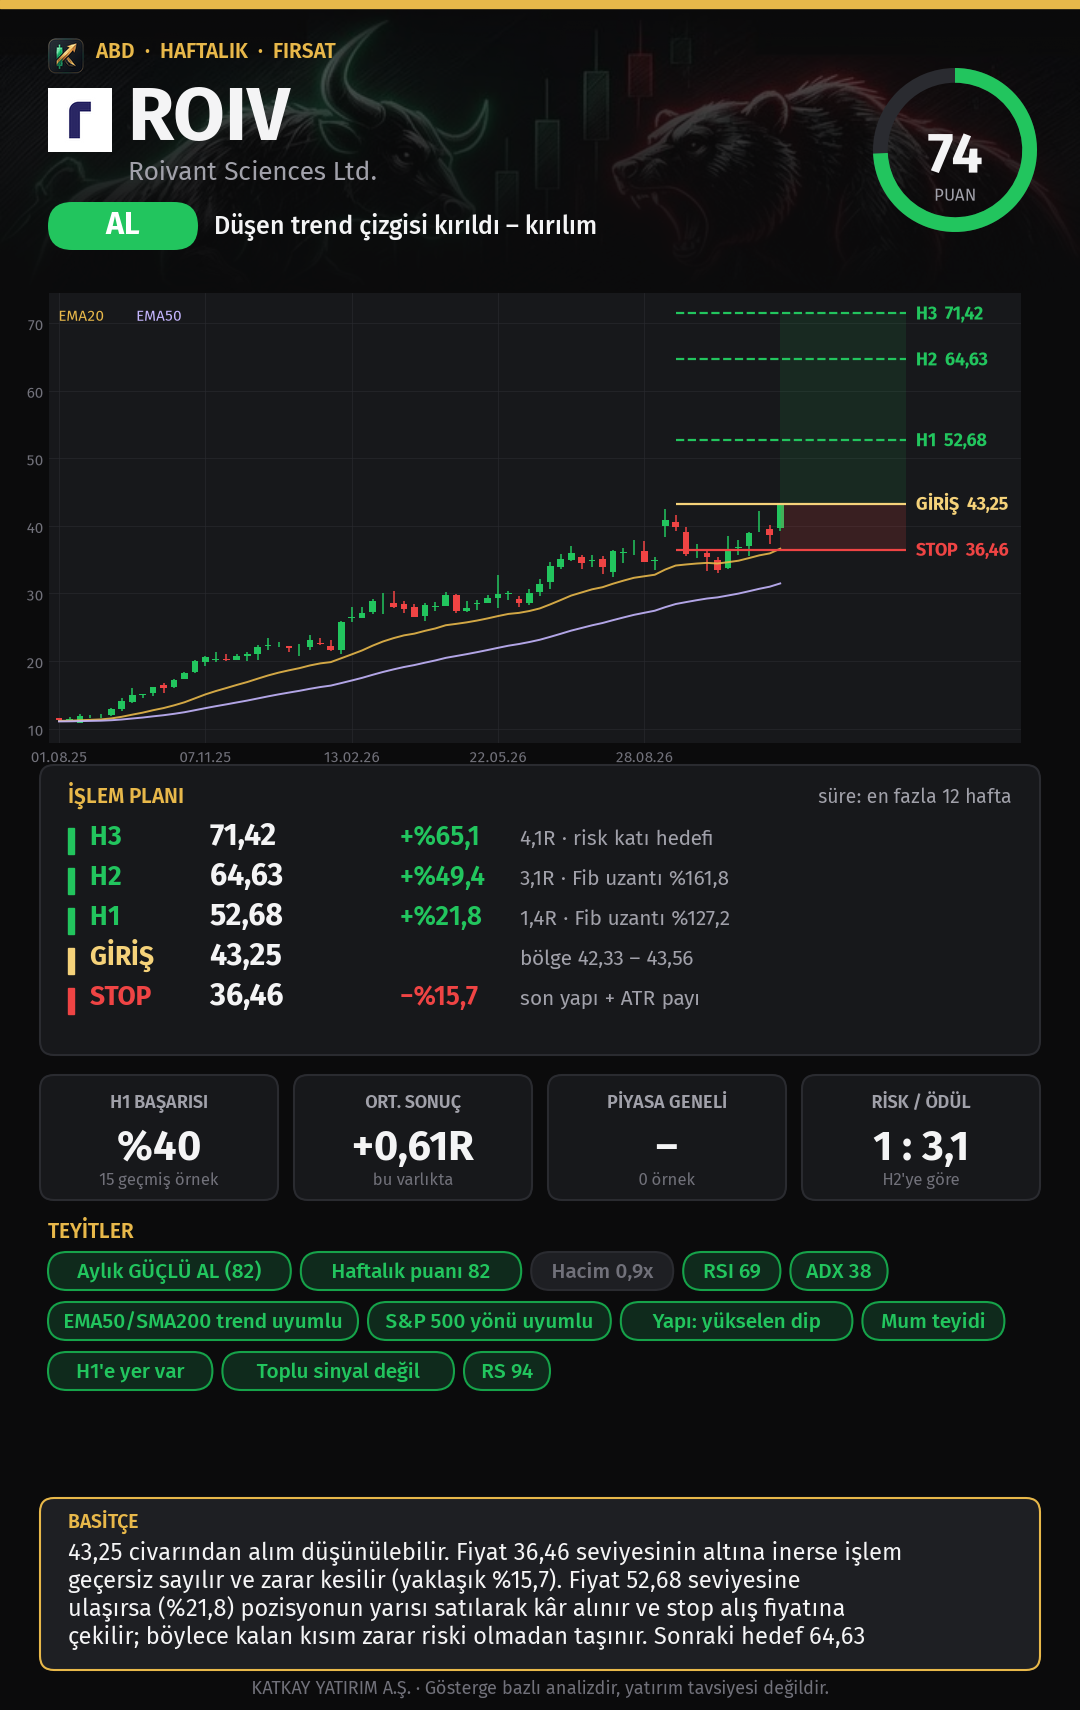 ABD · HAFTALIK · FIRSAT
ROIV
Roivant Sciences Ltd.
74
PUAN
AL
Düşen trend çizgisi kırıldı – kırılım
EMA20 EMA50
70
60
50
40
30
20
10
H3 71,42
H2 64,63
H1 52,68
GİRİŞ 43,25
STOP 36,46
01.08.25 07.11.25 13.02.26 22.05.26 28.08.26
İŞLEM PLANI süre: en fazla 12 hafta
H3 71,42 +%65,1 4,1R · risk katı hedefi
H2 64,63 +%49,4 3,1R · Fib uzantı %161,8
H1 52,68 +%21,8 1,4R · Fib uzantı %127,2
GİRİŞ 43,25 bölge 42,33 – 43,56
STOP 36,46 −%15,7 son yapı + ATR payı
H1 BAŞARISI ORT. SONUÇ PİYASA GENELİ RİSK / ÖDÜL
%40 +0,61R – 1 : 3,1
15 geçmiş örnek bu varlıkta 0 örnek H2'ye göre
TEYİTLER
Aylık GÜÇLÜ AL (82) Haftalık puanı 82 Hacim 0,9x RSI 69 ADX 38
EMA50/SMA200 trend uyumlu S&P 500 yönü uyumlu Yapı: yükselen dip Mum teyidi
H1'e yer var Toplu sinyal değil RS 94
BASİTÇE
43,25 civarından alım düşünülebilir. Fiyat 36,46 seviyesinin altına inerse işlem
geçersiz sayılır ve zarar kesilir (yaklaşık %15,7). Fiyat 52,68 seviyesine
ulaşırsa (%21,8) pozisyonun yarısı satılarak kâr alınır ve stop alış fiyatına
çekilir; böylece kalan kısım zarar riski olmadan taşınır. Sonraki hedef 64,63
KATKAY YATIRIM A.Ş. · Gösterge bazlı analizdir, yatırım tavsiyesi değildir.